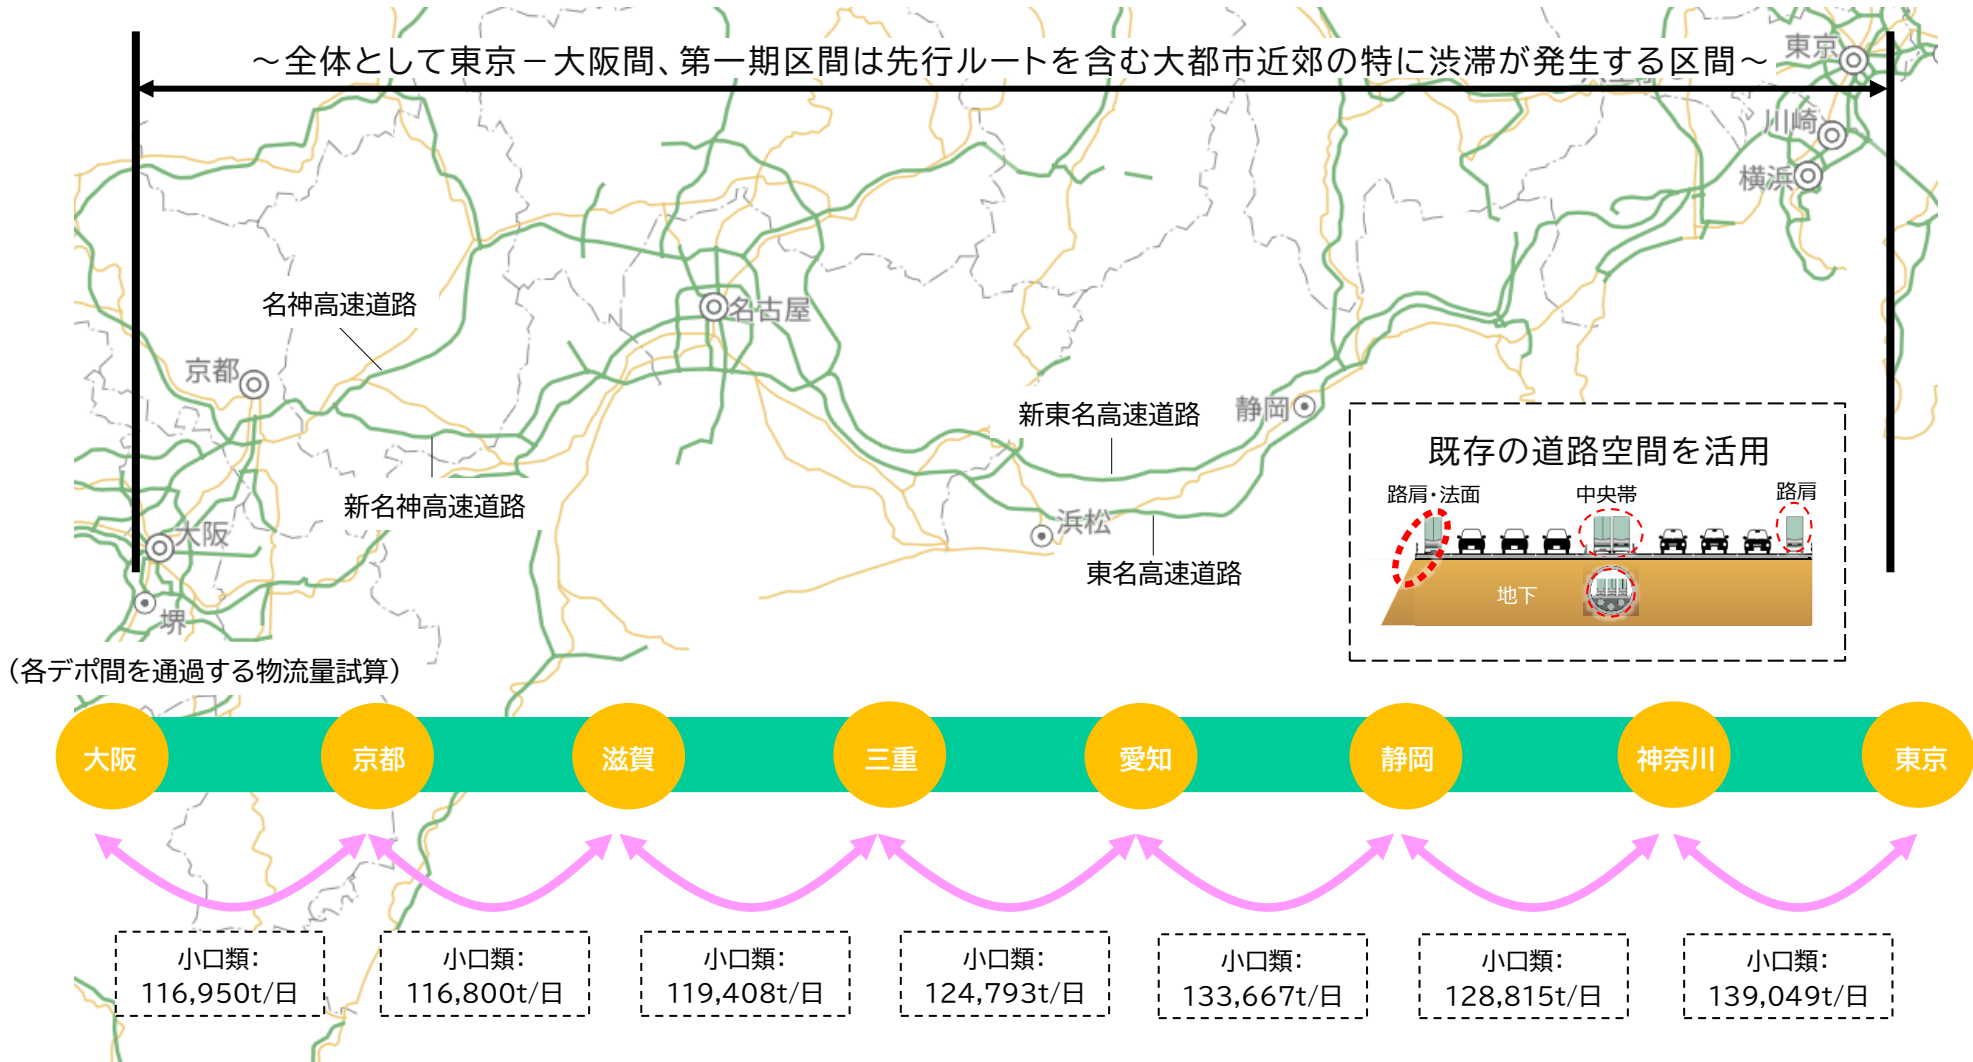 ～全体として東京－大阪間、第一期区間は先行ルートを含む大都市近郊の特に渋滞が発生する区間～
東京
川崎
横浜
名神高速道路
名古屋
京都
新東名高速道路
静岡
新名神高速道路
大阪
浜松
東名高速道路
堺
既存の道路空間を活用
路肩・法面
中央帯
路肩
地下
（各デポ間を通過する物流量試算）
大阪
京都
滋賀
三重
愛知
静岡
神奈川
東京
小口類：
116,950t/日
小口類：
116,800t/日
小口類：
119,408t/日
小口類：
124,793t/日
小口類：
133,667t/日
小口類：
128,815t/日
小口類：
139,049t/日